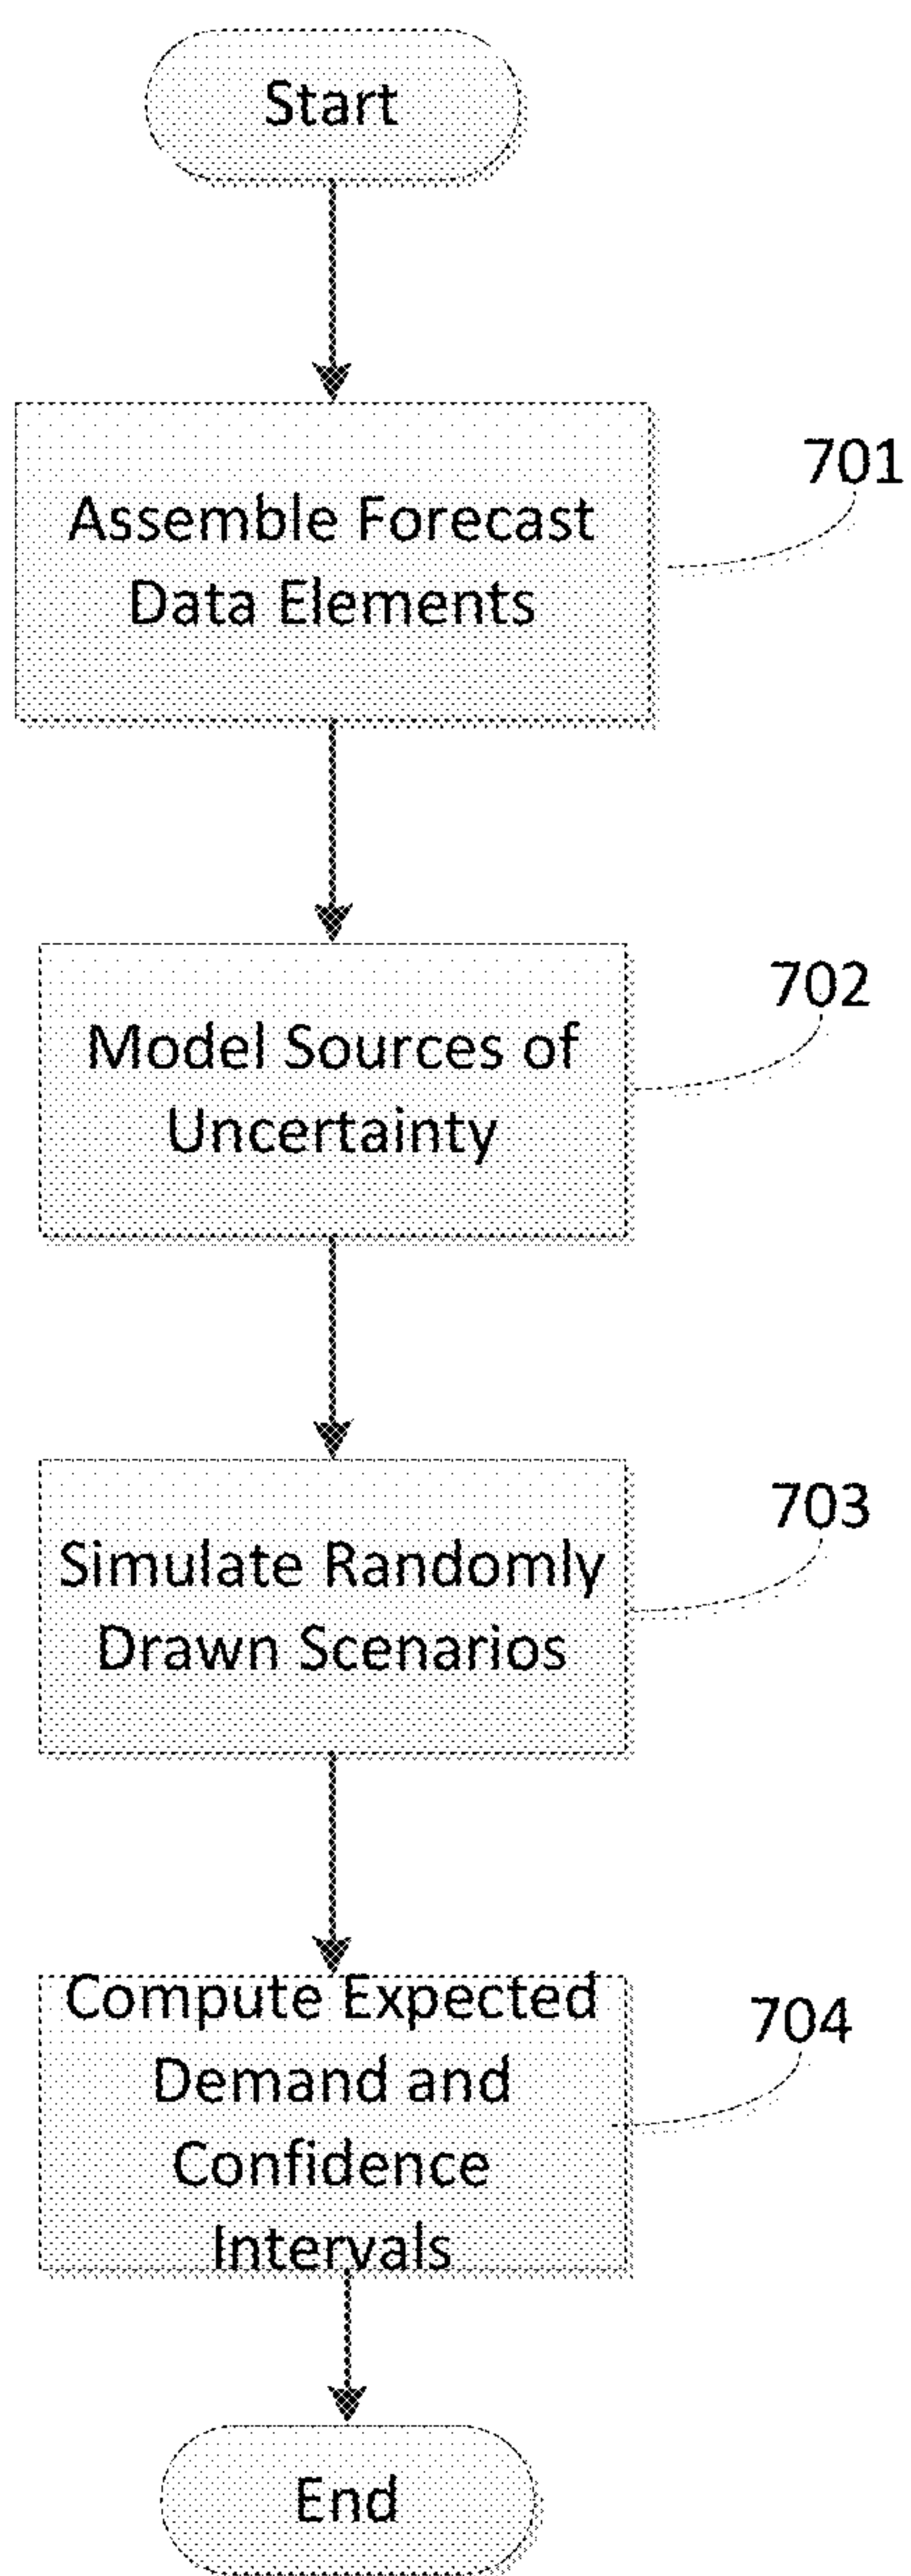 Start
Assemble Forecast
Data Elements
701
Model Sources of
Uncertainty
702
Simulate Randomly
Drawn Scenarios
703
Compute Expected
Demand and
Confidence
Intervals
704
End